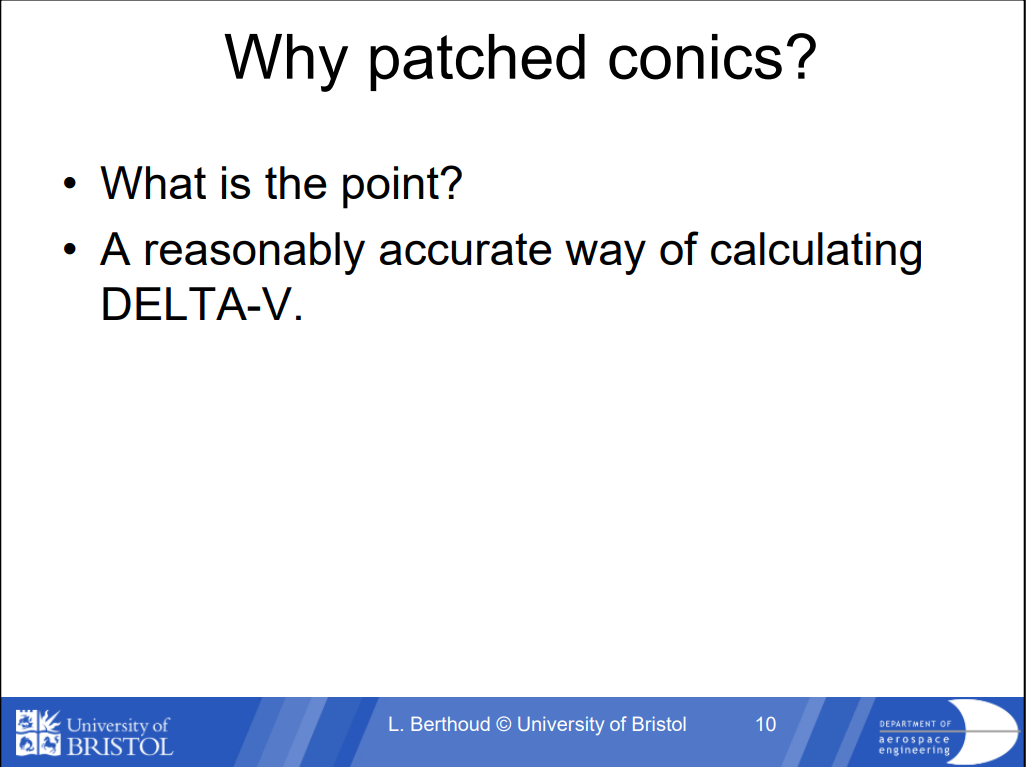 Why patched conics?
• What is the point?
• A reasonably accurate way of calculating
DELTA-V.
University of
BRISTOL
L. Berthoud © University of Bristol
10
DEPARTMENT OF
aerospace
engineering